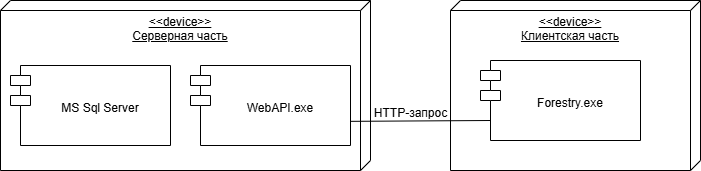 <<device>>
Серверная часть
MS Sql Server
WebAPI.exe
HTTP-запрос
<<device>>
Клиентская часть
Forestry.exe